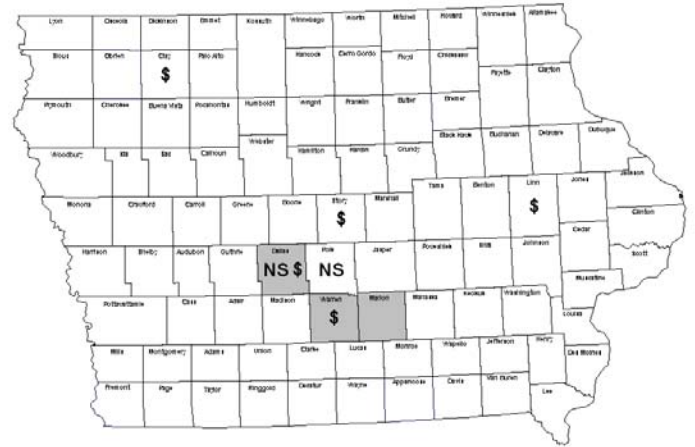 Lyon Osceola Dickinson Emmet Kossuth Winnebago Worth Mitchell Howard Winneshiek Allamakee
Sioux Obrien Clay Palo Alto Hancock Cerro Gordo Floyd Chickasaw
$
Fayette Clayton
Plymouth Cherokee Buena Vista Pocahontas Humboldt Wright Franklin Butler Bremer
Woodbury Ida Sac Calhoun Webster Hamilton Hardin Grundy Black Hawk Buchanan Delaware Dubuque
Monona Crawford Carroll Greene Boone Story Marshall Tama Benton Linn Jones Jackson
$ $
Clinton
Cedar
Harrison Shelby Audubon Guthrie Dallas Polk Jasper Poweshiek Johnson Scott
NS $ NS
Muscatine
Pottawattamie Cass Adair Madison Warren Marion Mahaska Keokuk Washington Louisa
$
Mills Montgomery Adams Union Clarke Lucas Monroe Wapello Jefferson Henry Des Moines
Fremont Page Taylor Ringgold Decatur Wayne Appanoose Davis Van Buren Lee